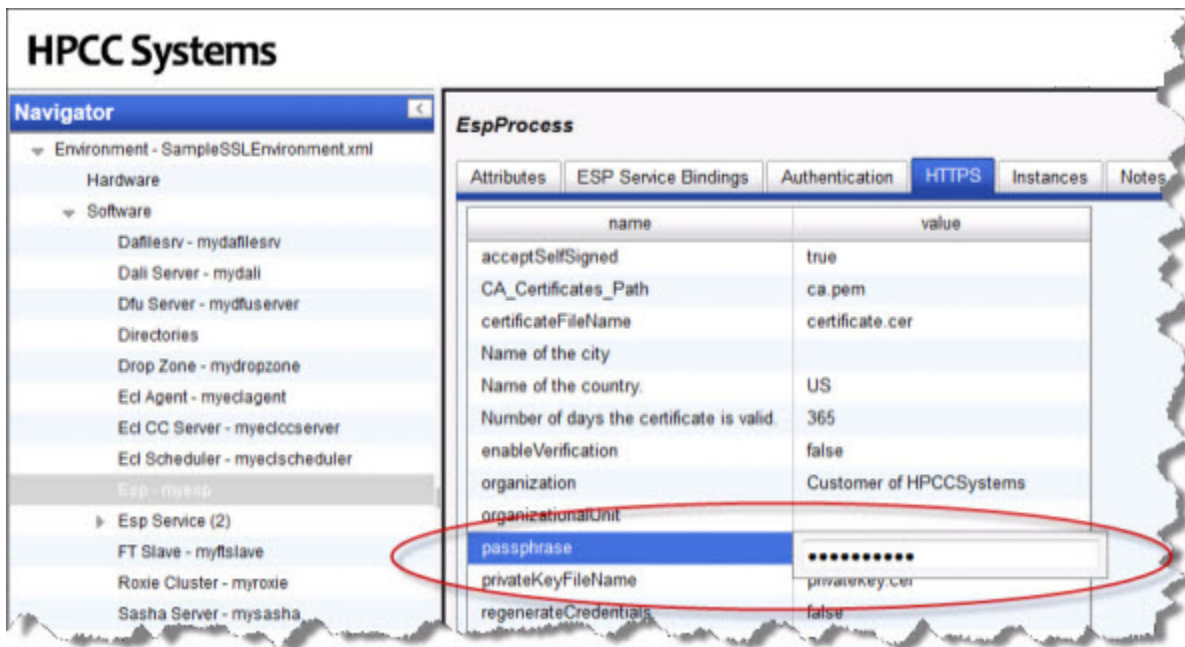 HPCC Systems
Navigator
Environment - SampleSSLEnvironment.xml
Hardware
Software
Dafilesrv - mydafilesrv
Dali Server - mydali
Dfu Server - mydfuserver
Directories
Drop Zone - mydropzone
Ecl Agent - myeclagent
Ecl CC Server - myeclccserver
Ecl Scheduler - myeclscheduler
Esp - myesp
Esp Service (2)
FT Slave - myftslave
Roxie Cluster - myroxie
Sasha Server - mysasha
EspProcess
Attributes ESP Service Bindings Authentication HTTPS Instances Notes
name value
acceptSelfSigned true
CA_Certificates_Path ca.pem
certificateFileName certificate.cer
Name of the city
Name of the country. US
Number of days the certificate is valid. 365
enableVerification false
organization Customer of HPCCSystems
organizationalUnit
passphrase ••••••••••
privateKeyFileName privateKey.cer
regenerateCredentials false